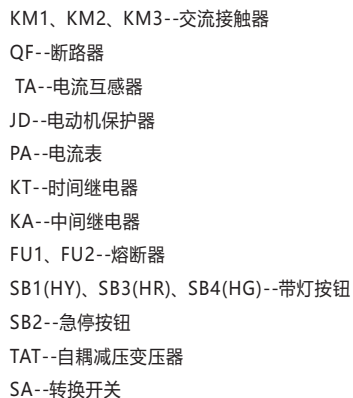 KM1、KM2、KM3--交流接触器
QF--断路器
TA--电流互感器
JD--电动机保护器
PA--电流表
KT--时间继电器
KA--中间继电器
FU1、FU2--熔断器
SB1(HY)、SB3(HR)、SB4(HG)--带灯按钮
SB2--急停按钮
TAT--自耦减压变压器
SA--转换开关